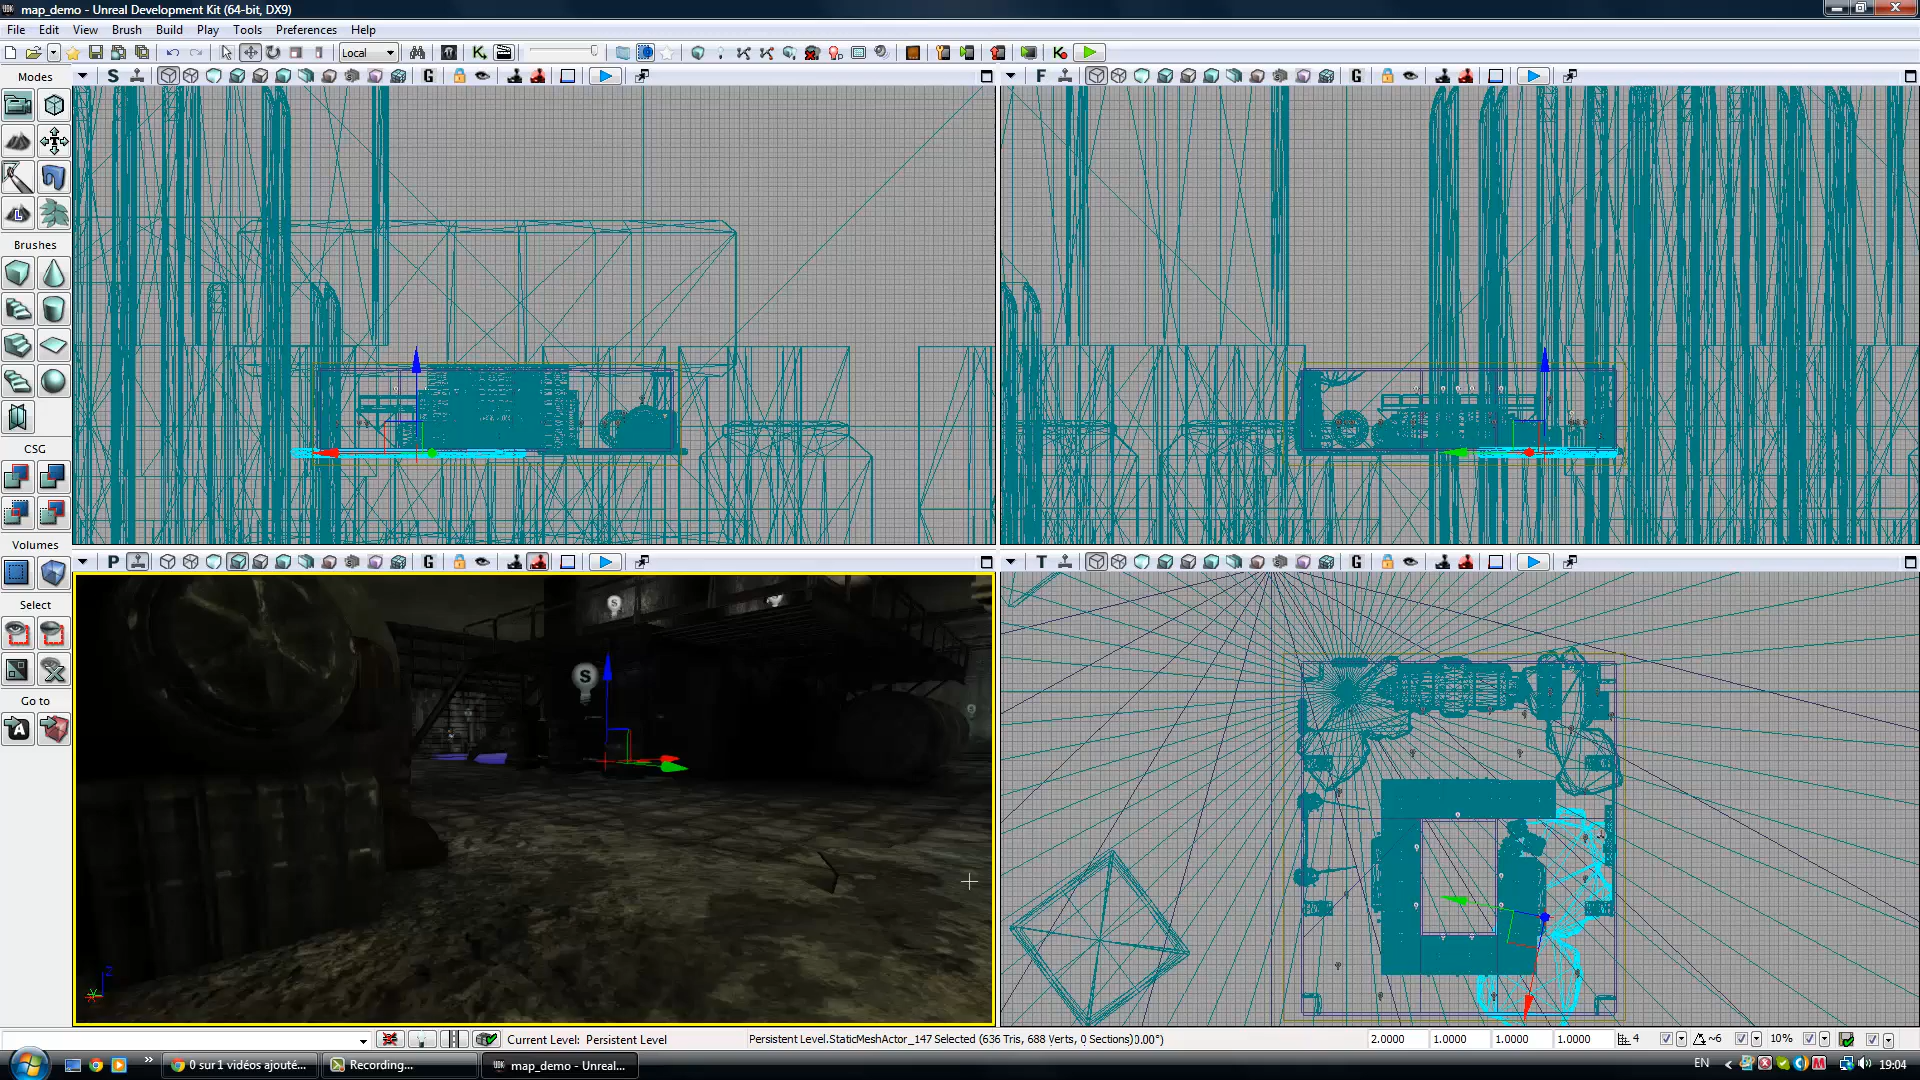 map_demo - Unreal Development Kit (64-bit, DX9)
File Edit View Brush Build Play Tools Preferences Help
Local
Modes
S G
F G
Brushes
CSG
Volumes
P G
T G
Select
Go to
S
S
Z
Current Level: Persistent Level
Persistent Level.StaticMeshActor_147 Selected (636 Tris, 688 Verts, 0 Sections)
2.0000 1.0000 1.0000 1.0000 4 ~6 10%
0 sur 1 vidéos ajouté...
Recording...
map_demo - Unreal...
EN
19:04